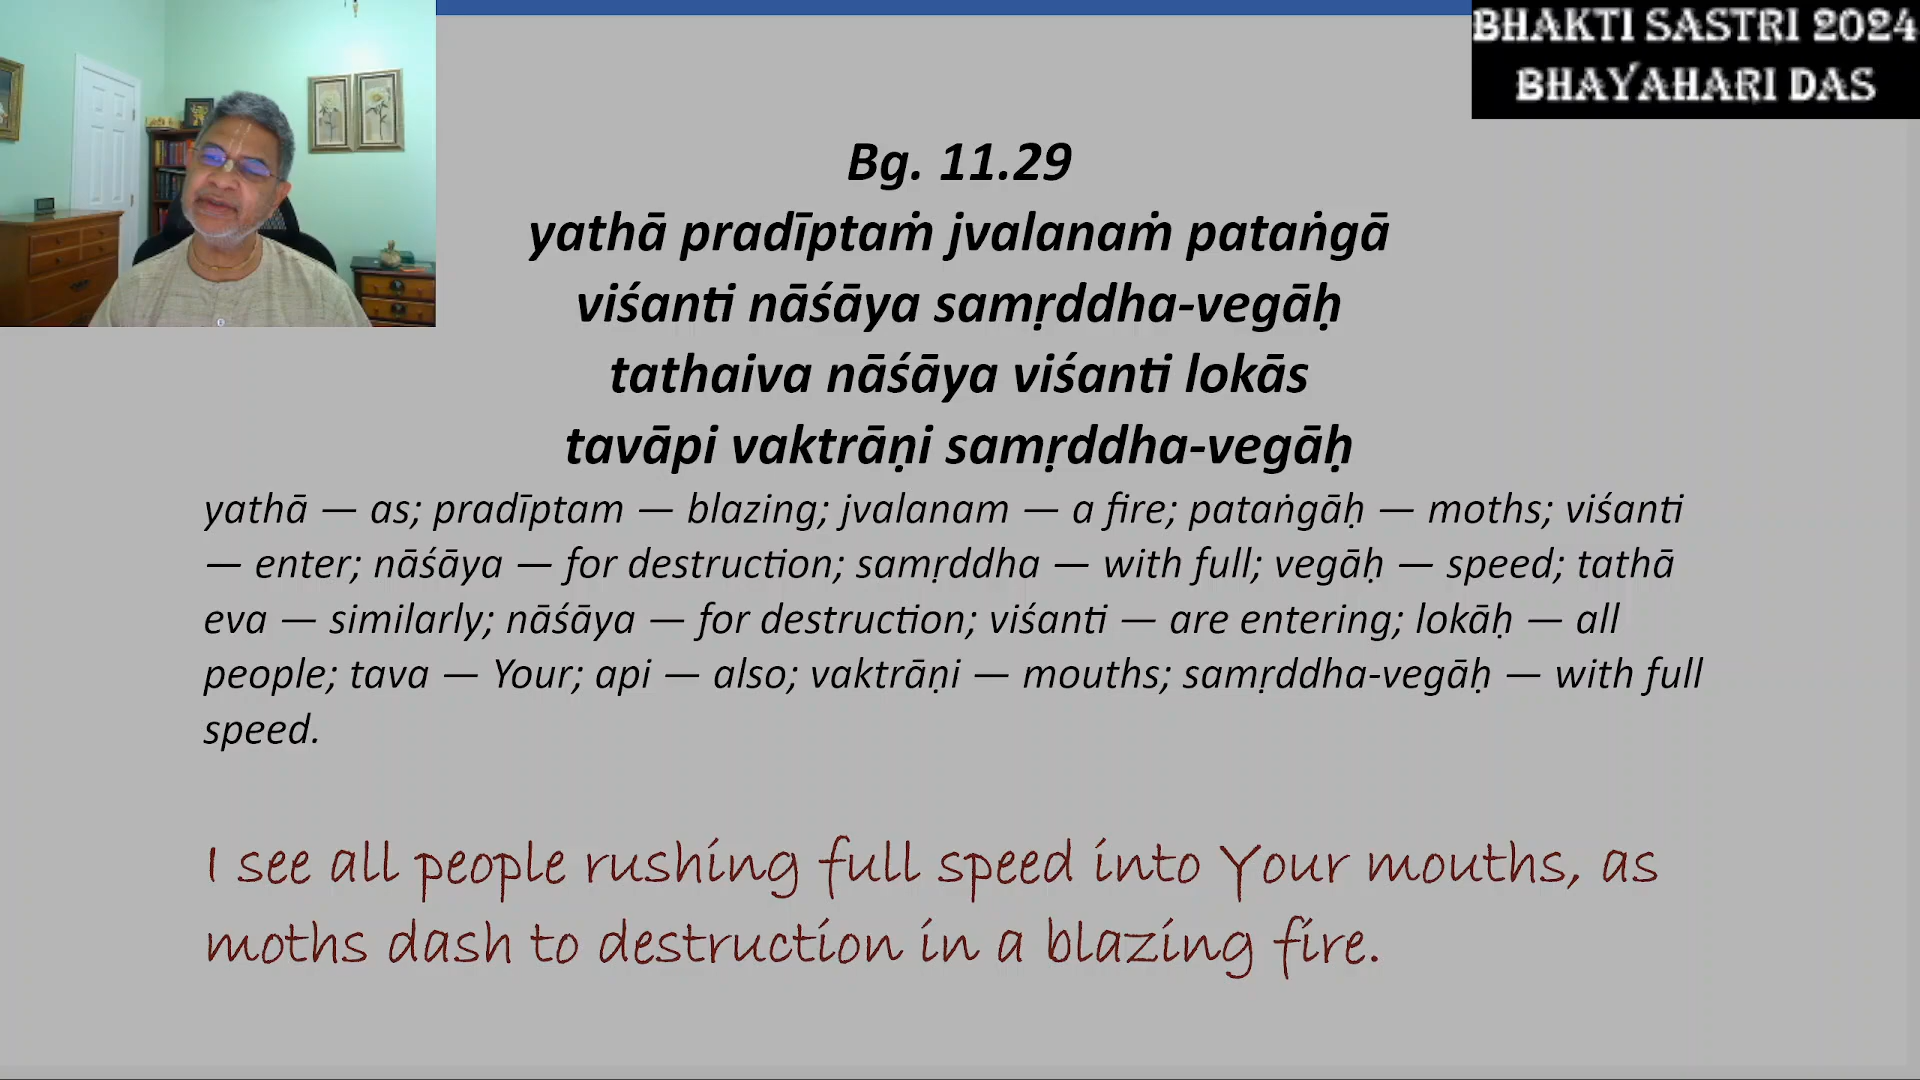 BHAKTI SASTRI 2024
BHAYAHARI DAS
Bg. 11.29
yathā pradīptaṁ jvalanaṁ pataṅgā
viśanti nāśāya samṛddha-vegāḥ
tathaiva nāśāya viśanti lokās
tavāpi vaktrāṇi samṛddha-vegāḥ
yathā — as; pradīptam — blazing; jvalanam — a fire; pataṅgāḥ — moths; viśanti
— enter; nāśāya — for destruction; samṛddha — with full; vegāḥ — speed; tathā
eva — similarly; nāśāya — for destruction; viśanti — are entering; lokāḥ — all
people; tava — Your; api — also; vaktrāṇi — mouths; samṛddha-vegāḥ — with full
speed.
I see all people rushing full speed into Your mouths, as
moths dash to destruction in a blazing fire.